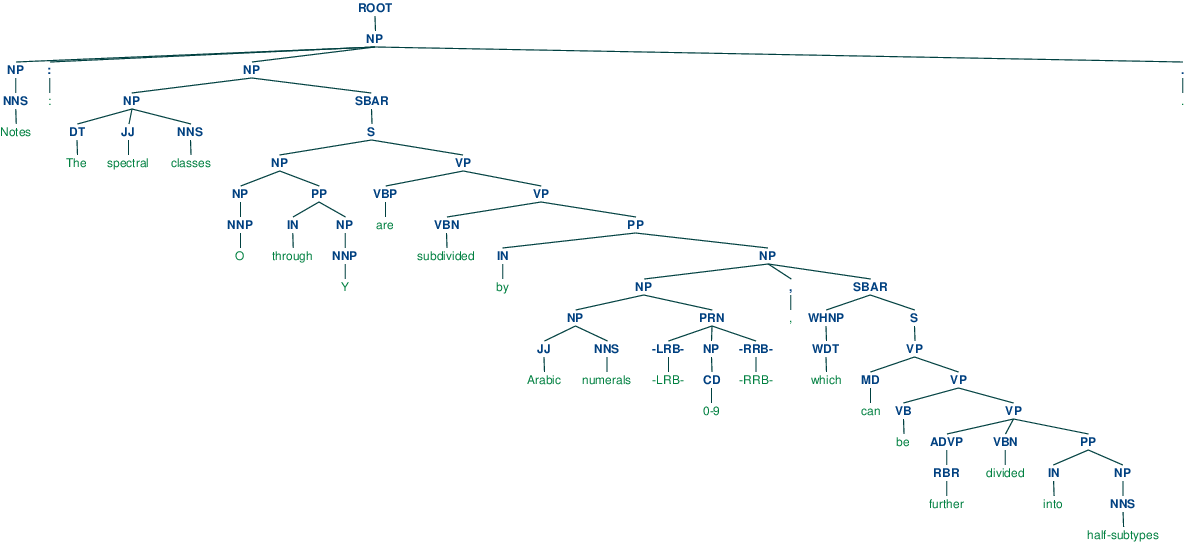 ROOT
NP
NP : NP .
NNS : NP SBAR .
Notes DT JJ NNS S
The spectral classes NP VP
NP PP VBP VP
NNP IN NP are VBN PP
O through NNP subdivided IN NP
Y by NP , SBAR
NP PRN , WHNP S
JJ NNS -LRB- NP -RRB- WDT VP
Arabic numerals -LRB- CD -RRB- which MD VP
0-9 can VB VP
be ADVP VBN PP
RBR divided IN NP
further into NNS
half-subtypes